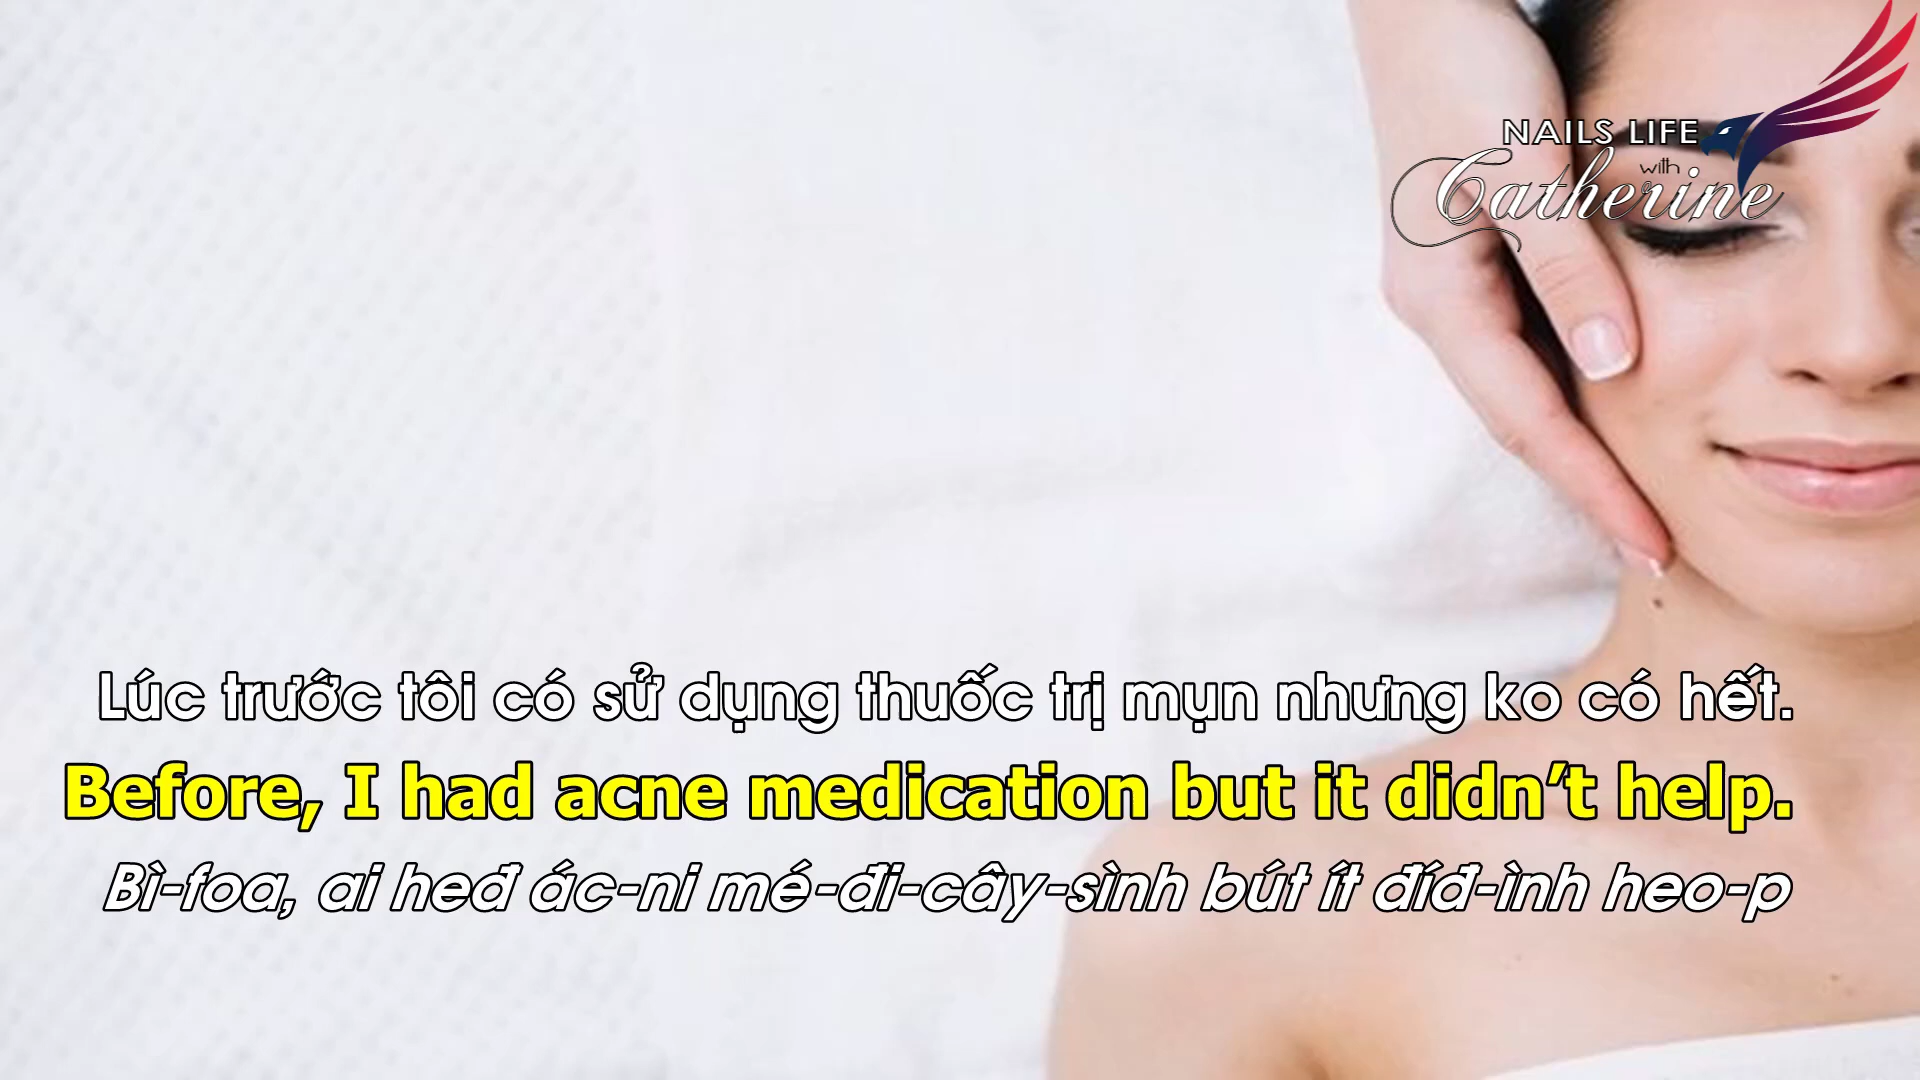 NAILS LIFE
with
Catherine
Lúc trước tôi có sử dụng thuốc trị mụn nhưng ko có hết.
Before, I had acne medication but it didn’t help.
Bì-foa, ai heđ ác-ni mé-đi-cây-sình bút ít điđ-ình heo-p